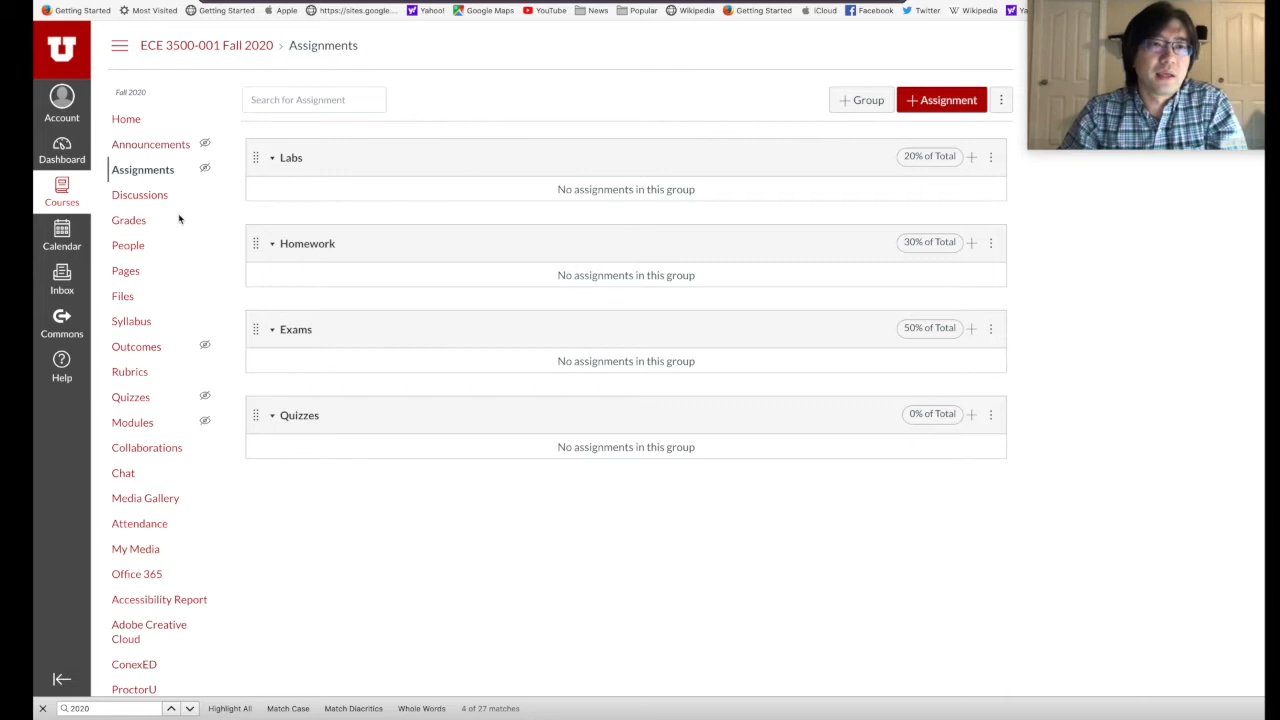 Getting Started Most Visited Getting Started Apple https://sites.google.... Yahoo! Google Maps YouTube News Popular Wikipedia Getting Started iCloud Facebook Twitter Wikipedia Ya
U
ECE 3500-001 Fall 2020 › Assignments
Account
Dashboard
Courses
Calendar
Inbox
Commons
Help
Fall 2020
Home
Announcements
Assignments
Discussions
Grades
People
Pages
Files
Syllabus
Outcomes
Rubrics
Quizzes
Modules
Collaborations
Chat
Media Gallery
Attendance
My Media
Office 365
Accessibility Report
Adobe Creative
Cloud
ConexED
ProctorU
Search for Assignment
+ Group
+ Assignment
Labs 20% of Total +
No assignments in this group
Homework 30% of Total +
No assignments in this group
Exams 50% of Total +
No assignments in this group
Quizzes 0% of Total +
No assignments in this group
2020 Highlight All Match Case Match Diacritics Whole Words 4 of 27 matches